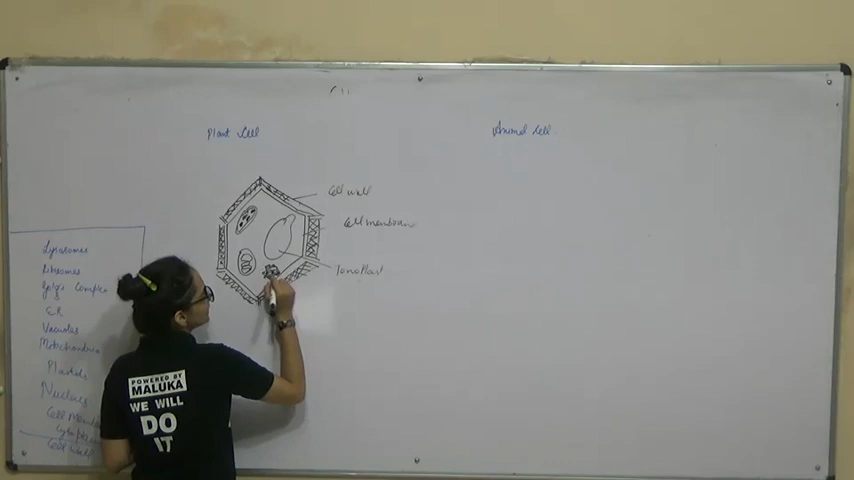 Plant Cell
Animal Cell
Cell wall
Cell membrane
Tonoplast
Lysosomes
Ribosomes
Golgi Complex
E.R
Vacuoles
Mitochondria
Plastids
Nucleus
Cell Memb
Cytoplasm
Cell Wall
POWERED BY
MALUKA
WE WILL
DO
IT